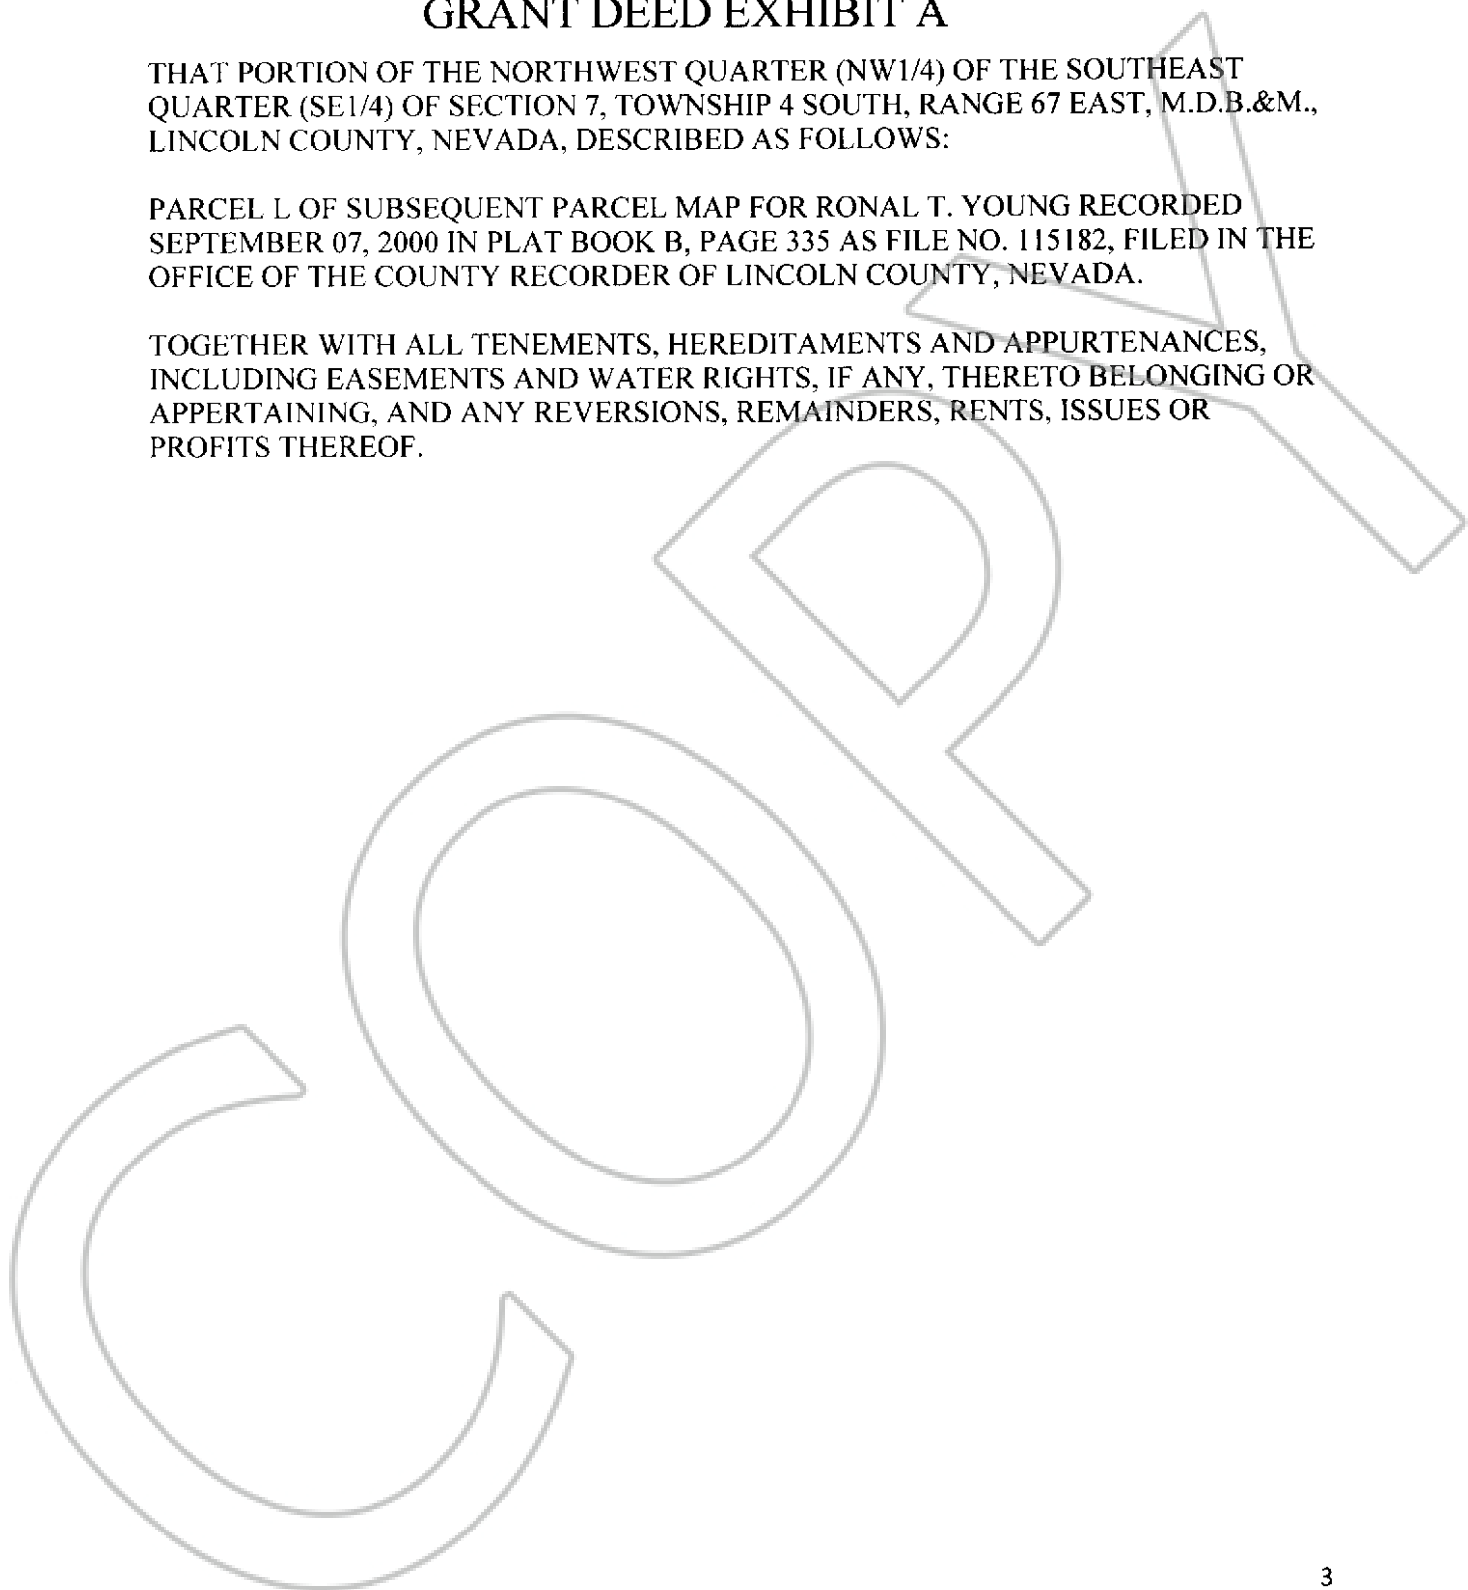 GRANT DEED EXHIBIT A
THAT PORTION OF THE NORTHWEST QUARTER (NW1/4) OF THE SOUTHEAST
QUARTER (SE1/4) OF SECTION 7, TOWNSHIP 4 SOUTH, RANGE 67 EAST, M.D.B.&M.,
LINCOLN COUNTY, NEVADA, DESCRIBED AS FOLLOWS:
PARCEL L OF SUBSEQUENT PARCEL MAP FOR RONAL T. YOUNG RECORDED
SEPTEMBER 07, 2000 IN PLAT BOOK B, PAGE 335 AS FILE NO. 115182, FILED IN THE
OFFICE OF THE COUNTY RECORDER OF LINCOLN COUNTY, NEVADA.
TOGETHER WITH ALL TENEMENTS, HEREDITAMENTS AND APPURTENANCES,
INCLUDING EASEMENTS AND WATER RIGHTS, IF ANY, THERETO BELONGING OR
APPERTAINING, AND ANY REVERSIONS, REMAINDERS, RENTS, ISSUES OR
PROFITS THEREOF.
COPY
3